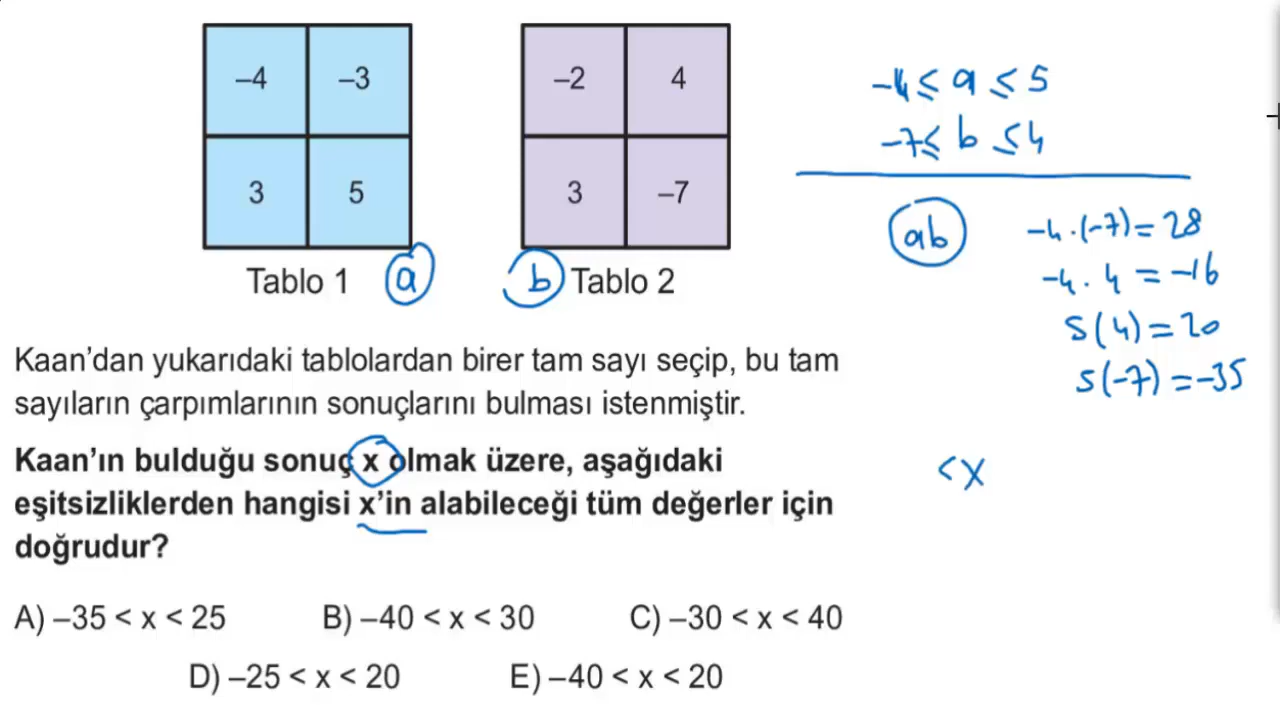 –4 –3
3 5
Tablo 1 a
–2 4
3 –7
b Tablo 2
-4 ≤ a ≤ 5
-7 ≤ b ≤ 4
ab
-4·(-7) = 28
-4·4 = -16
5(4) = 20
5(-7) = -35
Kaan’dan yukarıdaki tablolardan birer tam sayı seçip, bu tam
sayıların çarpımlarının sonuçlarını bulması istenmiştir.
Kaan’ın bulduğu sonuç x olmak üzere, aşağıdaki
eşitsizliklerden hangisi x’in alabileceği tüm değerler için
doğrudur?
< x
A) –35 < x < 25 B) –40 < x < 30 C) –30 < x < 40
D) –25 < x < 20 E) –40 < x < 20